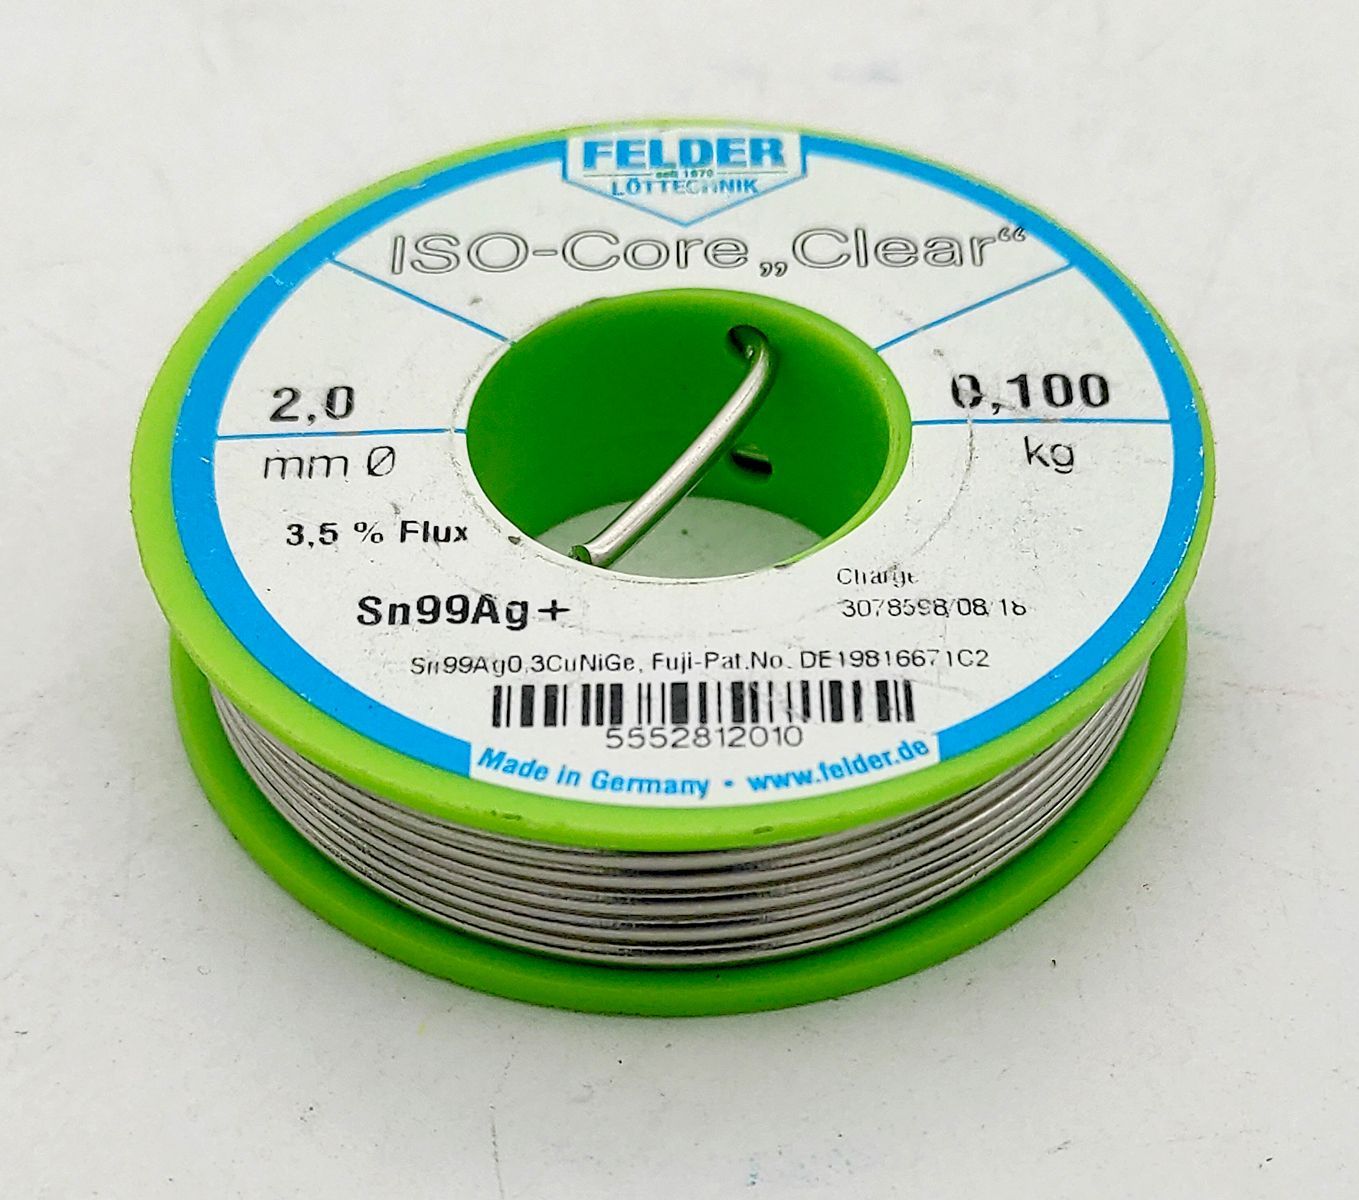 FELDER
seit 1979
LÖTTECHNIK
ISO-Core „Clear“
2,0
mm Ø
0,100
kg
3,5 % Flux
Sn99Ag+
Charge
3078598/08/18
Sn99Ag0,3CuNiGe, Fuji-Pat.No. DE19816671C2
5552812010
Made in Germany • www.felder.de